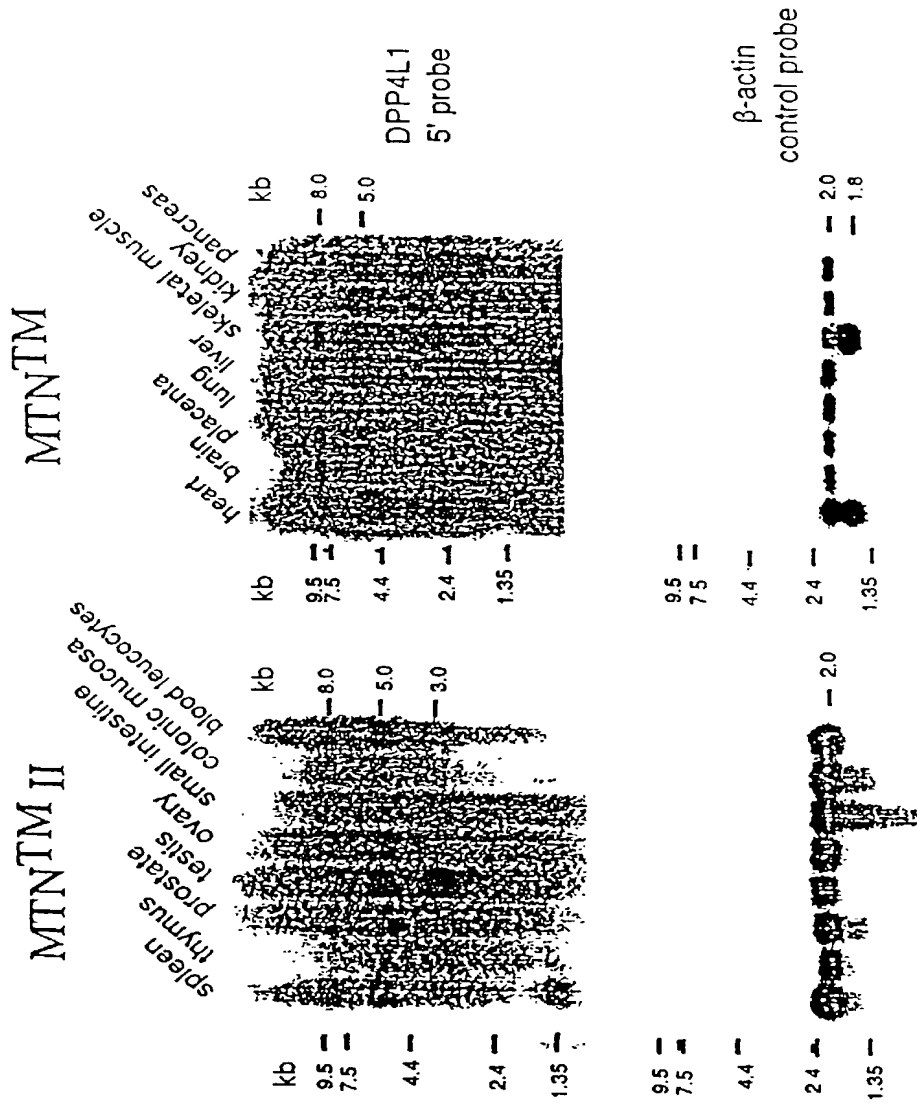 MTN™ II
spleen
thymus
prostate
testis
ovary
small intestine
colonic mucosa
blood leucocytes
kb
9.5
7.5
4.4
2.4
1.35
kb
8.0
5.0
3.0
MTN™
heart
brain
placenta
lung
liver
skeletal muscle
kidney
pancreas
kb
9.5
7.5
4.4
2.4
1.35
kb
8.0
5.0
DPP4L1
5' probe
9.5
7.5
4.4
2 4
1.35
2.0
9.5
7 5
4.4
2 4
1.35
2.0
1.8
β-actin
control probe